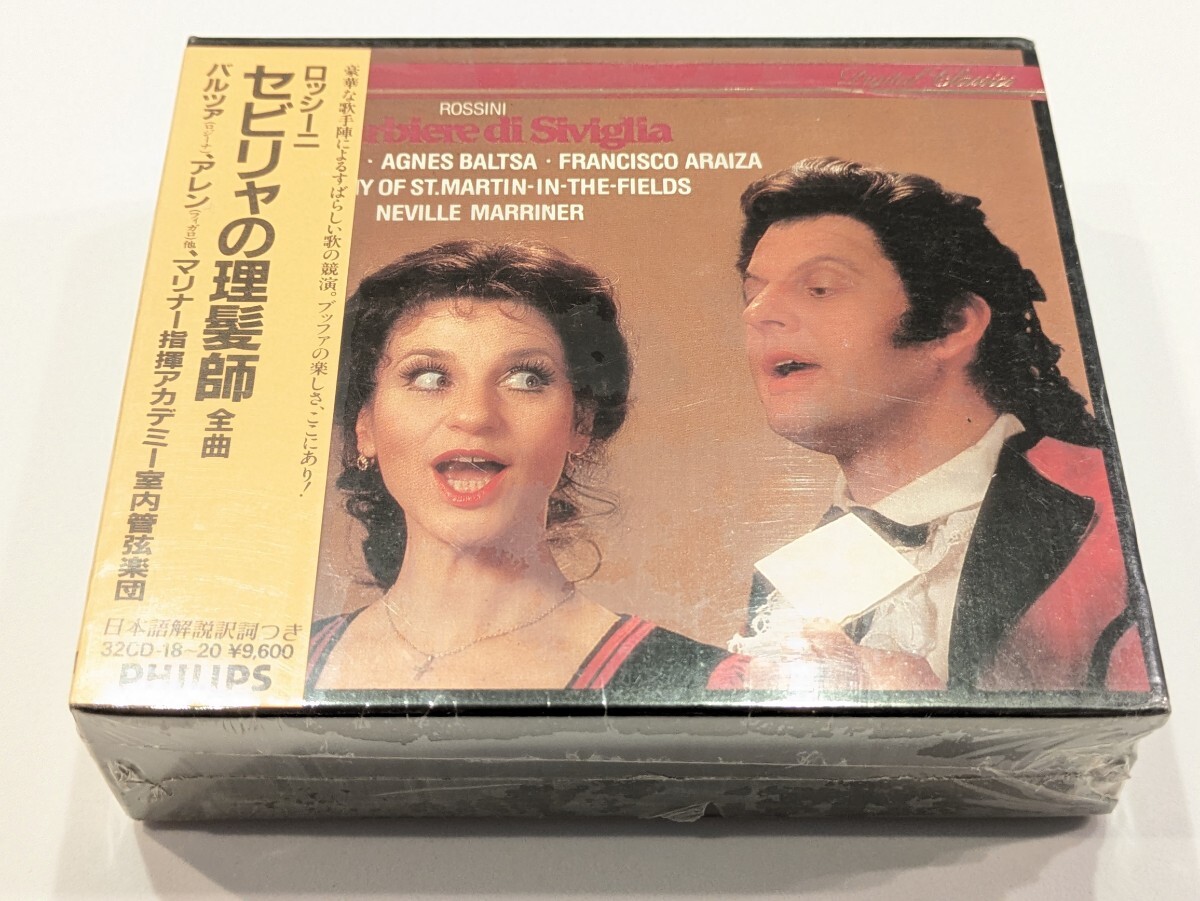 豪華な歌手陣によるすばらしい歌の競演。ブッファの楽しさ、ここにあり!
ロッシーニ
セビリャの理髪師 全曲
バルツァ(ロジーナ)、アレン(フィガロ)他、マリナー指揮アカデミー室内管弦楽団
日本語解説訳詞つき
32CD-18~20 ¥9,600
PHILIPS
Digital Classics
ROSSINI
rbiere di Siviglia
· AGNES BALTSA · FRANCISCO ARAIZA
Y OF ST.MARTIN-IN-THE-FIELDS
NEVILLE MARRINER